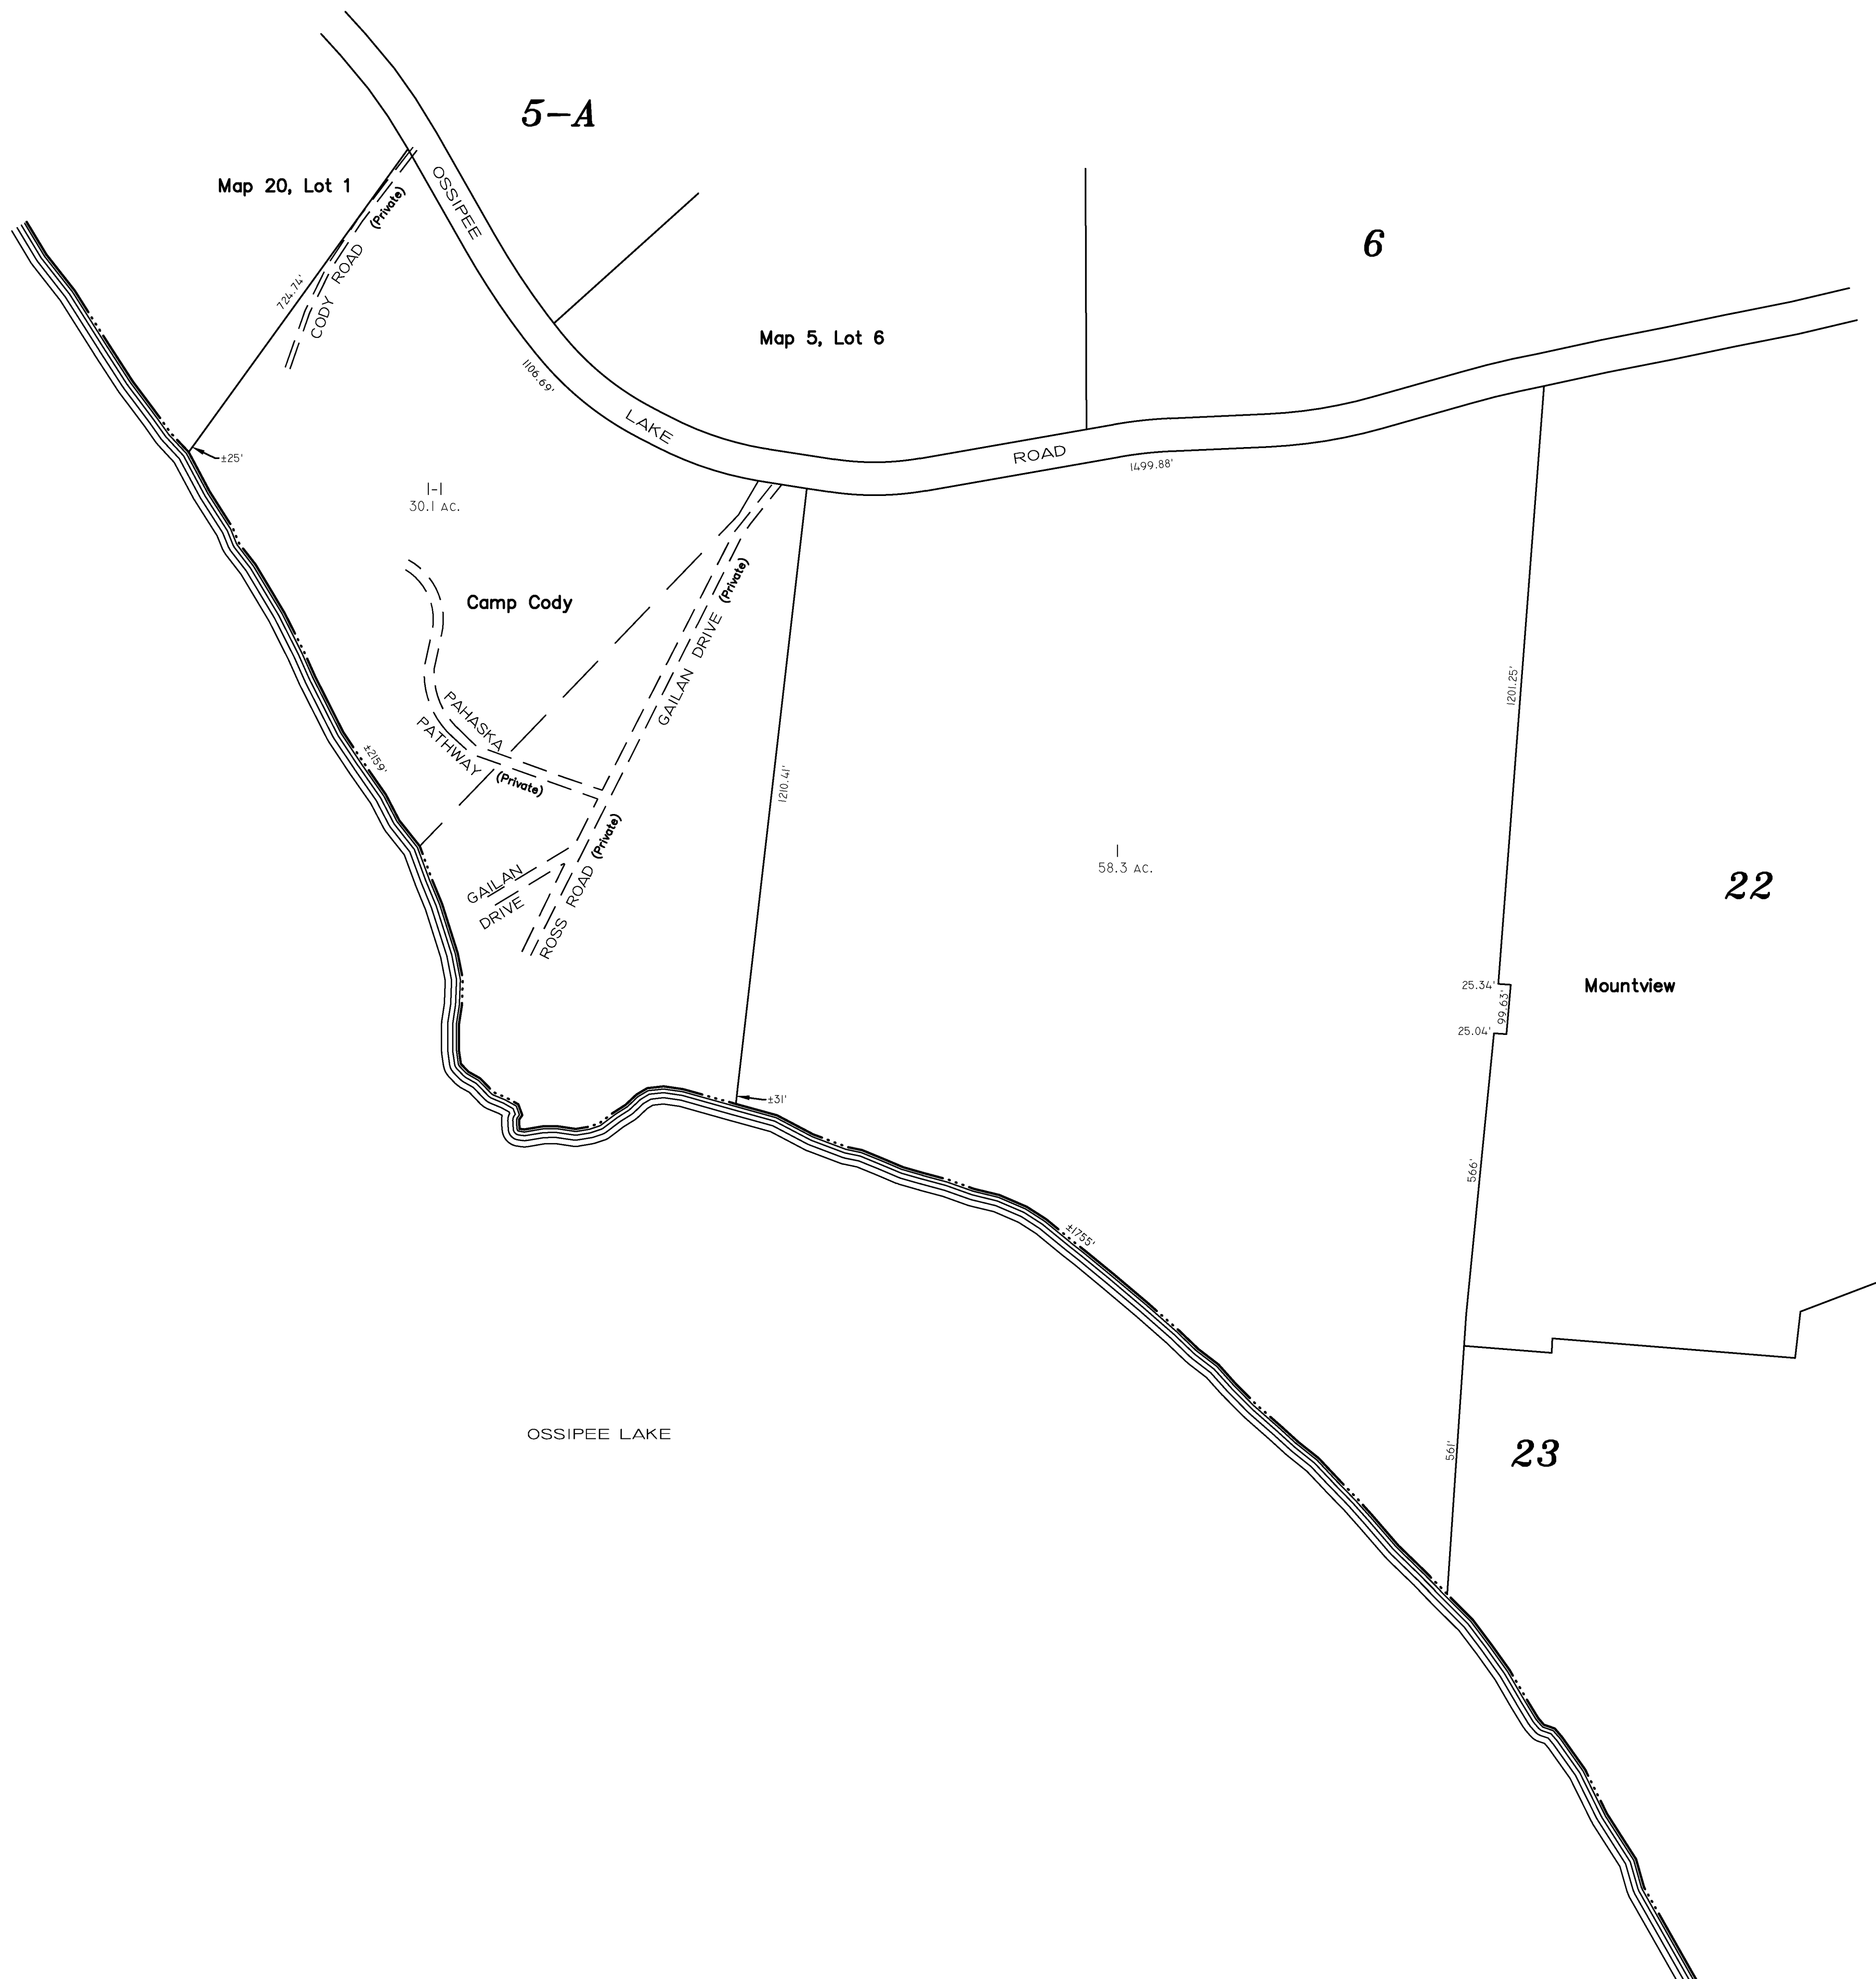 5-A
Map 20, Lot 1
OSSIPEE
(Private)
CODY ROAD
724.74'
6
Map 5, Lot 6
1106.69'
LAKE
ROAD
1499.88'
±25'
1-1
30.1 AC.
Camp Cody
(Private)
GAILAN DRIVE
1201.25'
PAHASKA
PATHWAY
(Private)
±2159'
1210.41'
(Private)
ROSS ROAD
GAILAN
DRIVE
1
58.3 AC.
22
25.34'
99.63'
25.04'
Mountview
±31'
566'
±1755'
OSSIPEE LAKE
561'
23